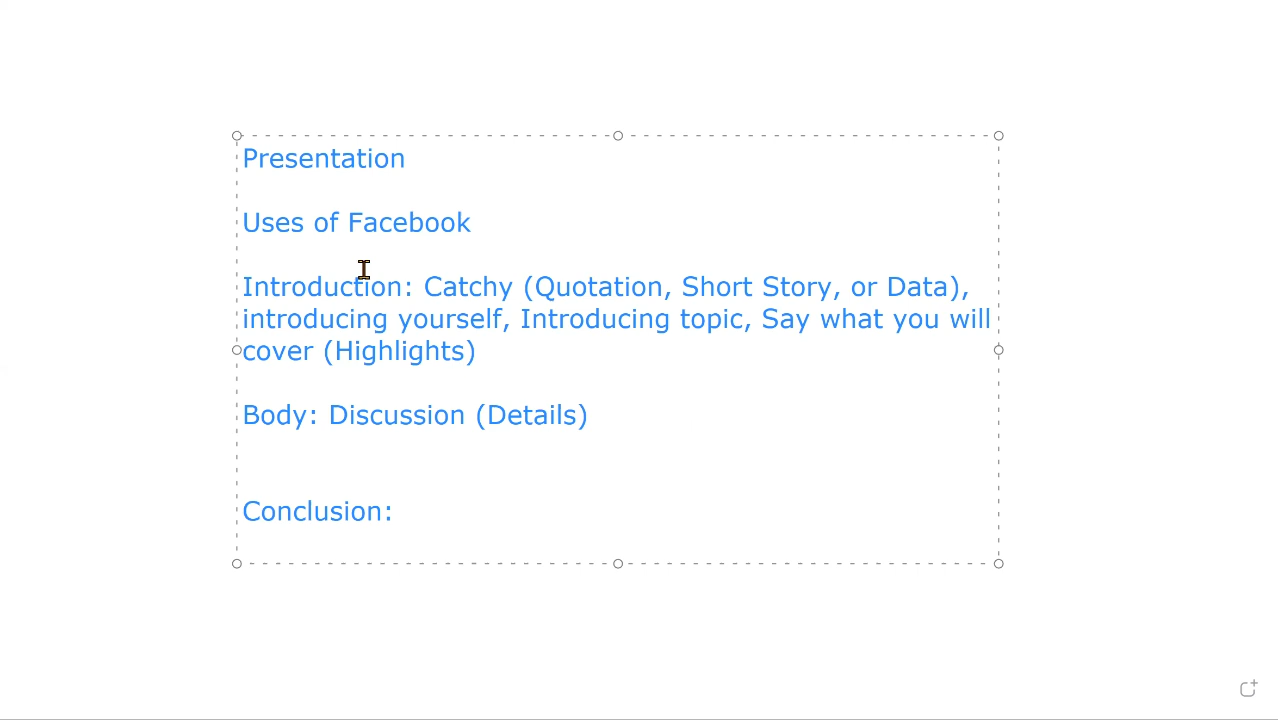 Presentation
Uses of Facebook
Introduction: Catchy (Quotation, Short Story, or Data),
introducing yourself, Introducing topic, Say what you will
cover (Highlights)
Body: Discussion (Details)
Conclusion: